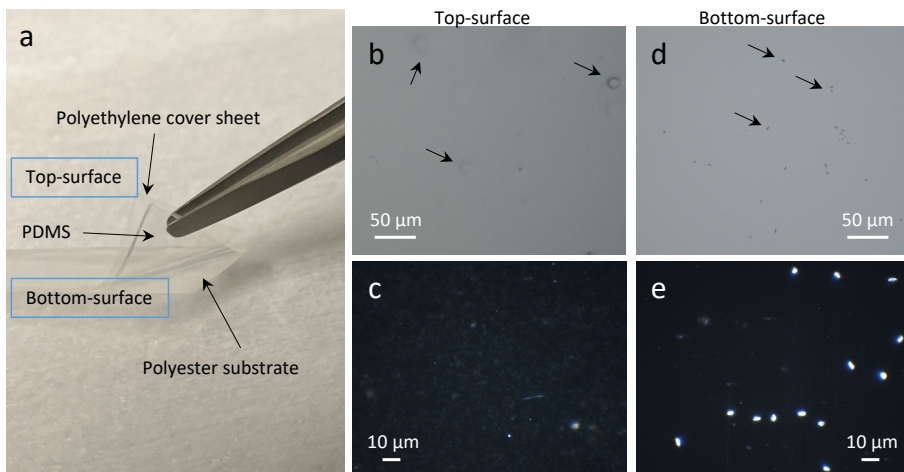 Top-surface
Bottom-surface
a
Polyethylene cover sheet
Top-surface
PDMS
Bottom-surface
Polyester substrate
b
50 µm
d
50 µm
c
10 µm
e
10 µm